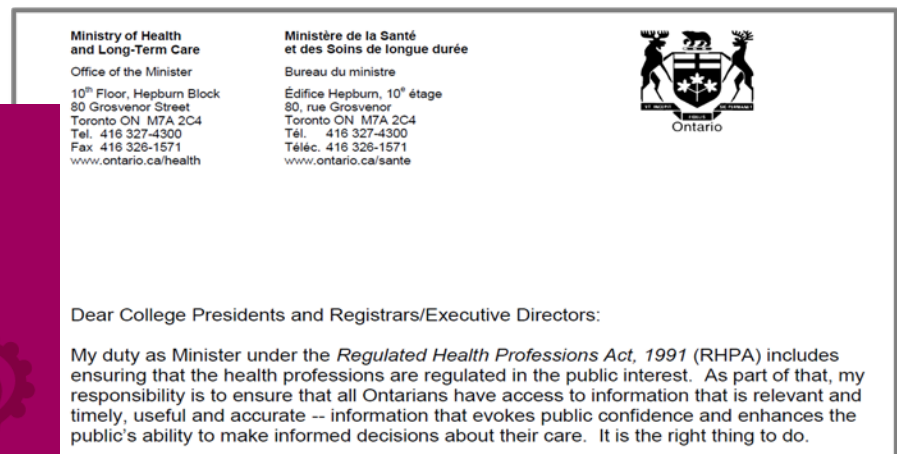 Ministry of Health
and Long-Term Care
Office of the Minister
10th Floor, Hepburn Block
80 Grosvenor Street
Toronto ON M7A 2C4
Tel. 416 327-4300
Fax 416 326-1571
www.ontario.ca/health
Ministère de la Santé
et des Soins de longue durée
Bureau du ministre
Édifice Hepburn, 10e étage
80, rue Grosvenor
Toronto ON M7A 2C4
Tél. 416 327-4300
Téléc. 416 326-1571
www.ontario.ca/sante
Ontario
Dear College Presidents and Registrars/Executive Directors:
My duty as Minister under the Regulated Health Professions Act, 1991 (RHPA) includes
ensuring that the health professions are regulated in the public interest. As part of that, my
responsibility is to ensure that all Ontarians have access to information that is relevant and
timely, useful and accurate -- information that evokes public confidence and enhances the
public's ability to make informed decisions about their care. It is the right thing to do.